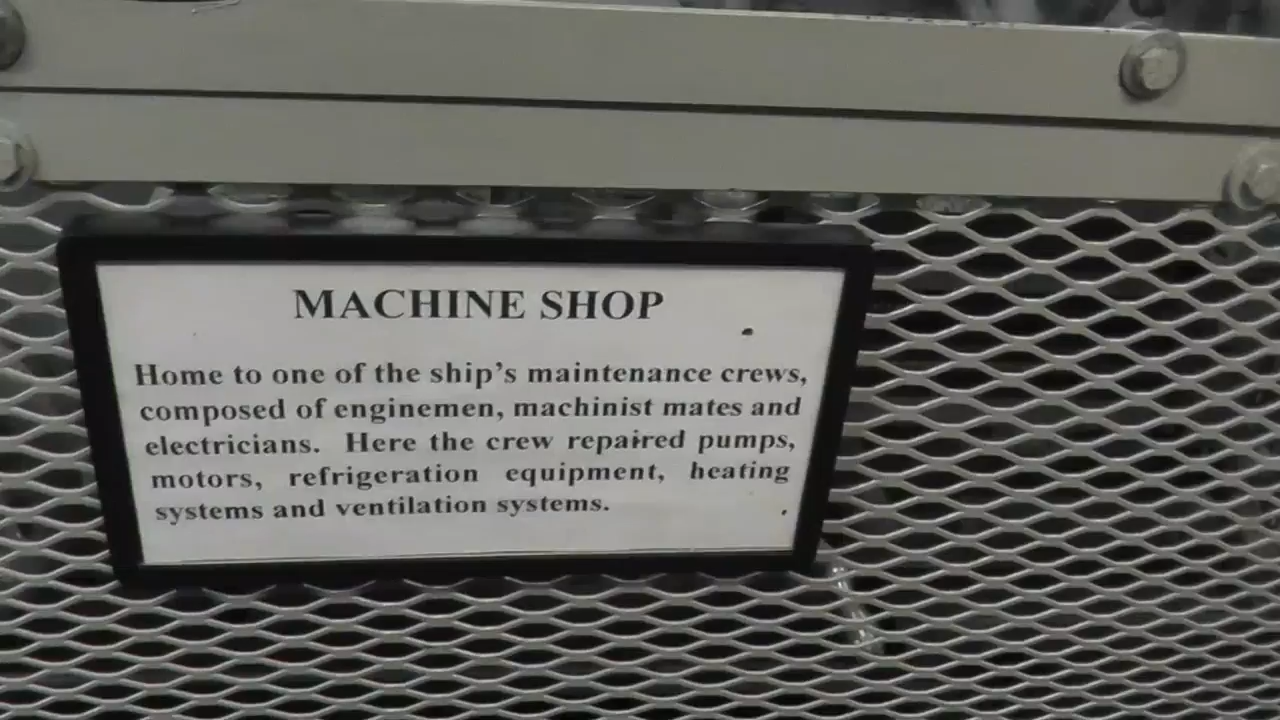 MACHINE SHOP
Home to one of the ship's maintenance crews,
composed of enginemen, machinist mates and
electricians. Here the crew repaired pumps,
motors, refrigeration equipment, heating
systems and ventilation systems.